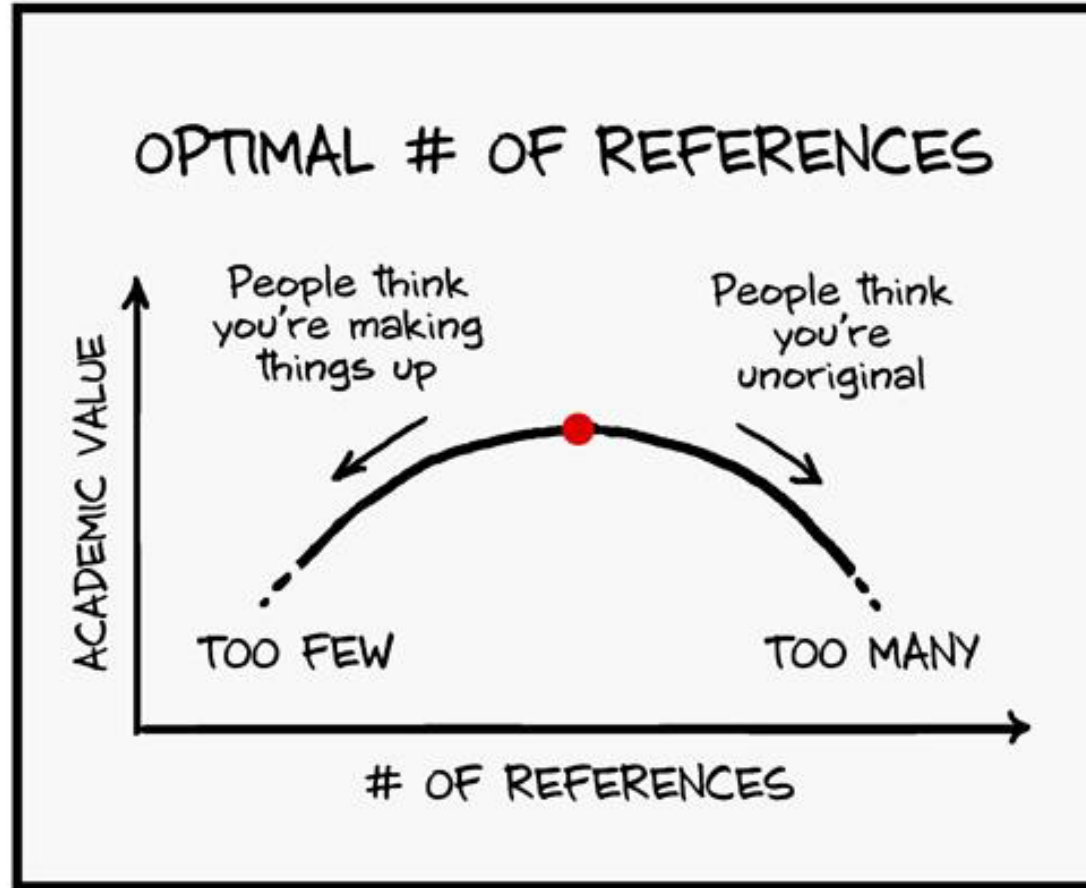 OPTIMAL # OF REFERENCES
People think
you're making
things up
People think
you're
unoriginal
ACADEMIC VALUE
TOO FEW
TOO MANY
# OF REFERENCES